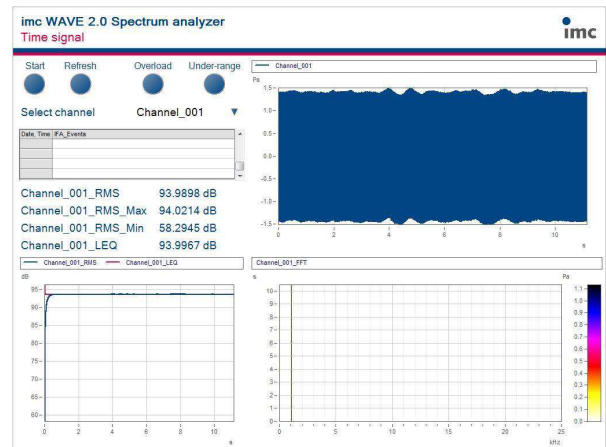 imc WAVE 2.0 Spectrum analyzer
Time signal
imc
Start Refresh Overload Under-range
Select channel Channel_001 ▼
Date, Time IFA_Events
Channel_001_RMS 93.9898 dB
Channel_001_RMS_Max 94.0214 dB
Channel_001_RMS_Min 58.2945 dB
Channel_001_LEQ 93.9967 dB
Channel_001
Pa
1.5
1.0
0.5
0.0
-0.5
-1.0
-1.5
0 2 4 6 8 10
s
Channel_001_RMS Channel_001_LEQ
dB
95
90
85
80
75
70
65
60
0 2 4 6 8 10
s
Channel_001_FFT
s
10
9
8
7
6
5
4
3
2
1
0 5 10 15 20 25
kHz
Pa
1.1
1.0
0.9
0.8
0.7
0.6
0.5
0.4
0.3
0.2
0.1
0.0